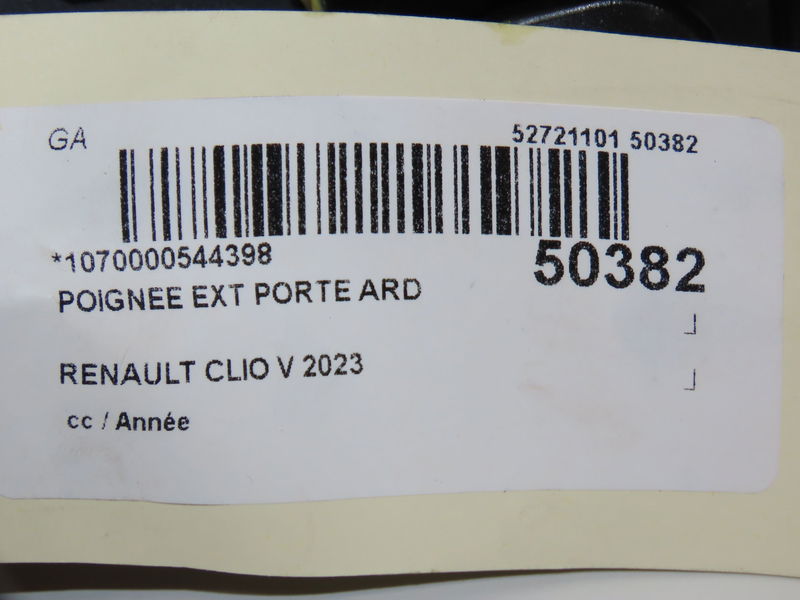 GA
52721101 50382
*1070000544398
50382
POIGNEE EXT PORTE ARD
RENAULT CLIO V 2023
cc / Année